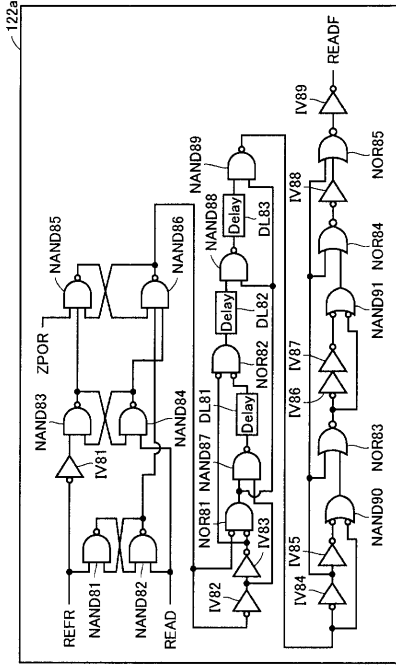 122a
ZPOR
NAND85
NAND86
NAND83
NAND84
IV81
REFR
NAND81
NAND82
READ
NAND89
NAND88
Delay
DL83
Delay
DL82
NOR82
DL81
Delay
NAND87
NOR81
IV83
IV82
READF
IV89
NOR85
IV88
NOR84
NAND91
IV87
IV86
NOR83
NAND90
IV85
IV84